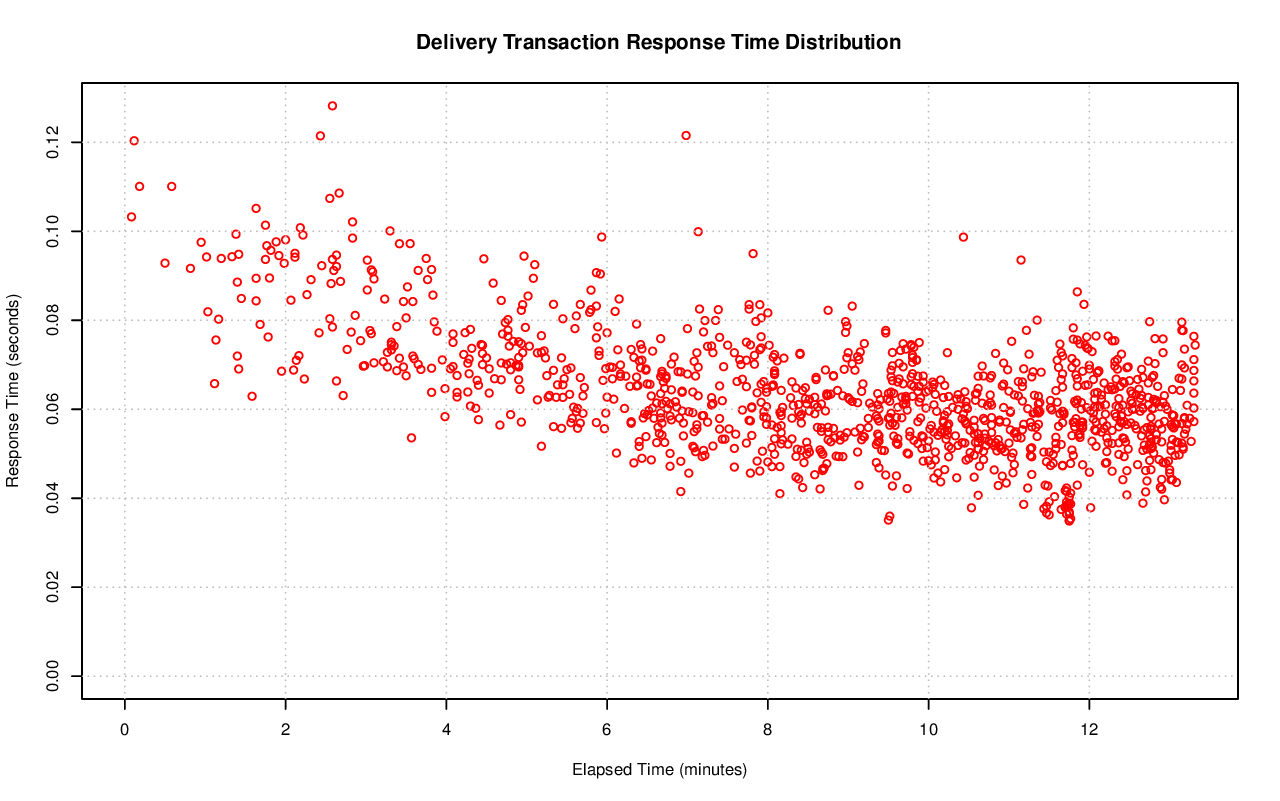 Delivery Transaction Response Time Distribution
Response Time (seconds)
0.12
0.10
0.08
0.06
0.04
0.02
0.00
0 2 4 6 8 10 12
Elapsed Time (minutes)